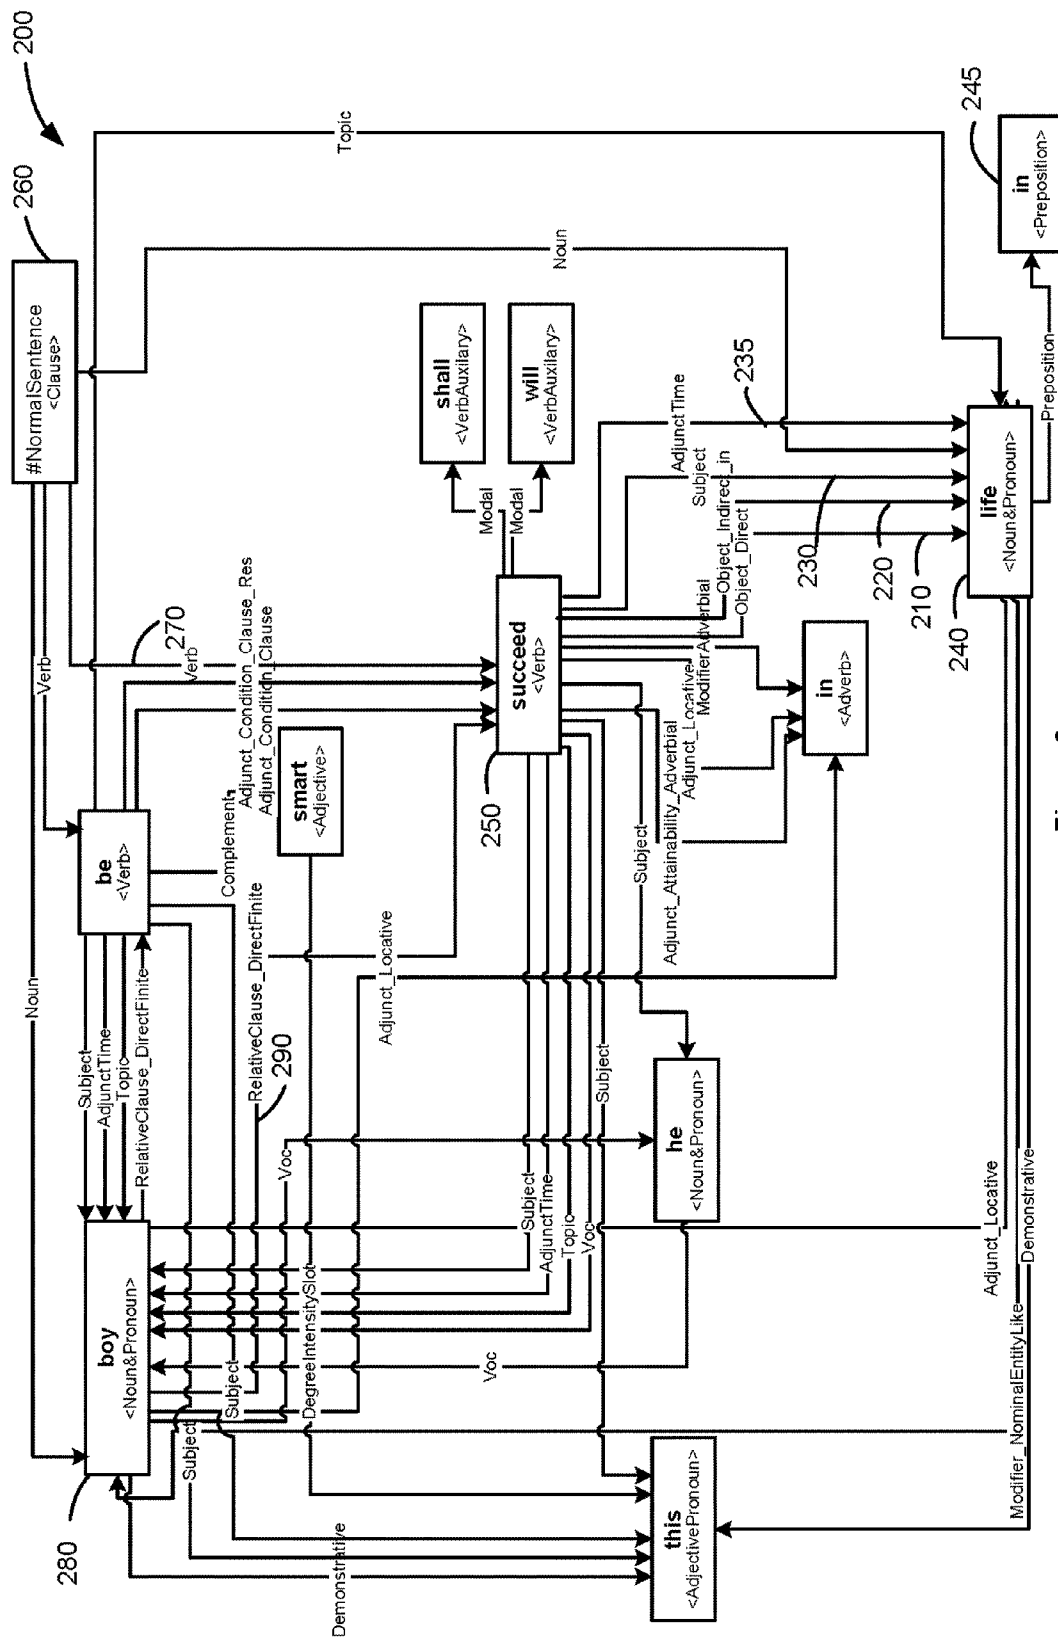 200
260
#NormalSentence
<Clause>
Noun
Verb
Verb
270
Noun
Topic
280
boy
<Noun&Pronoun>
Subject
AdjunctTime
Topic
RelativeClause_DirectFinite
be
<Verb>
Complement
Adjunct_Condition_Clause_Res
Adjunct_Condition_Clause
smart
<Adjective>
RelativeClause_DirectFinite
290
Voc
Adjunct_Locative
Subject
Subject
DegreeIntensitySlot
Demonstrative
250
succeed
<Verb>
Modal
Modal
shall
<VerbAuxilary>
will
<VerbAuxilary>
AdjunctTime
Subject
Object_Indirect_in
Object_Direct
ModifierAdverbial
Adjunct_Locative
Adjunct_Attainability_Adverbial
Subject
Subject
Subject
AdjunctTime
Topic
Voc
Voc
235
230
220
210
240
life
<Noun&Pronoun>
in
<Adverb>
he
<Noun&Pronoun>
this
<AdjectivePronoun>
Adjunct_Locative
Demonstrative
Modifier_NominalEntityLike
Preposition
245
in
<Preposition>